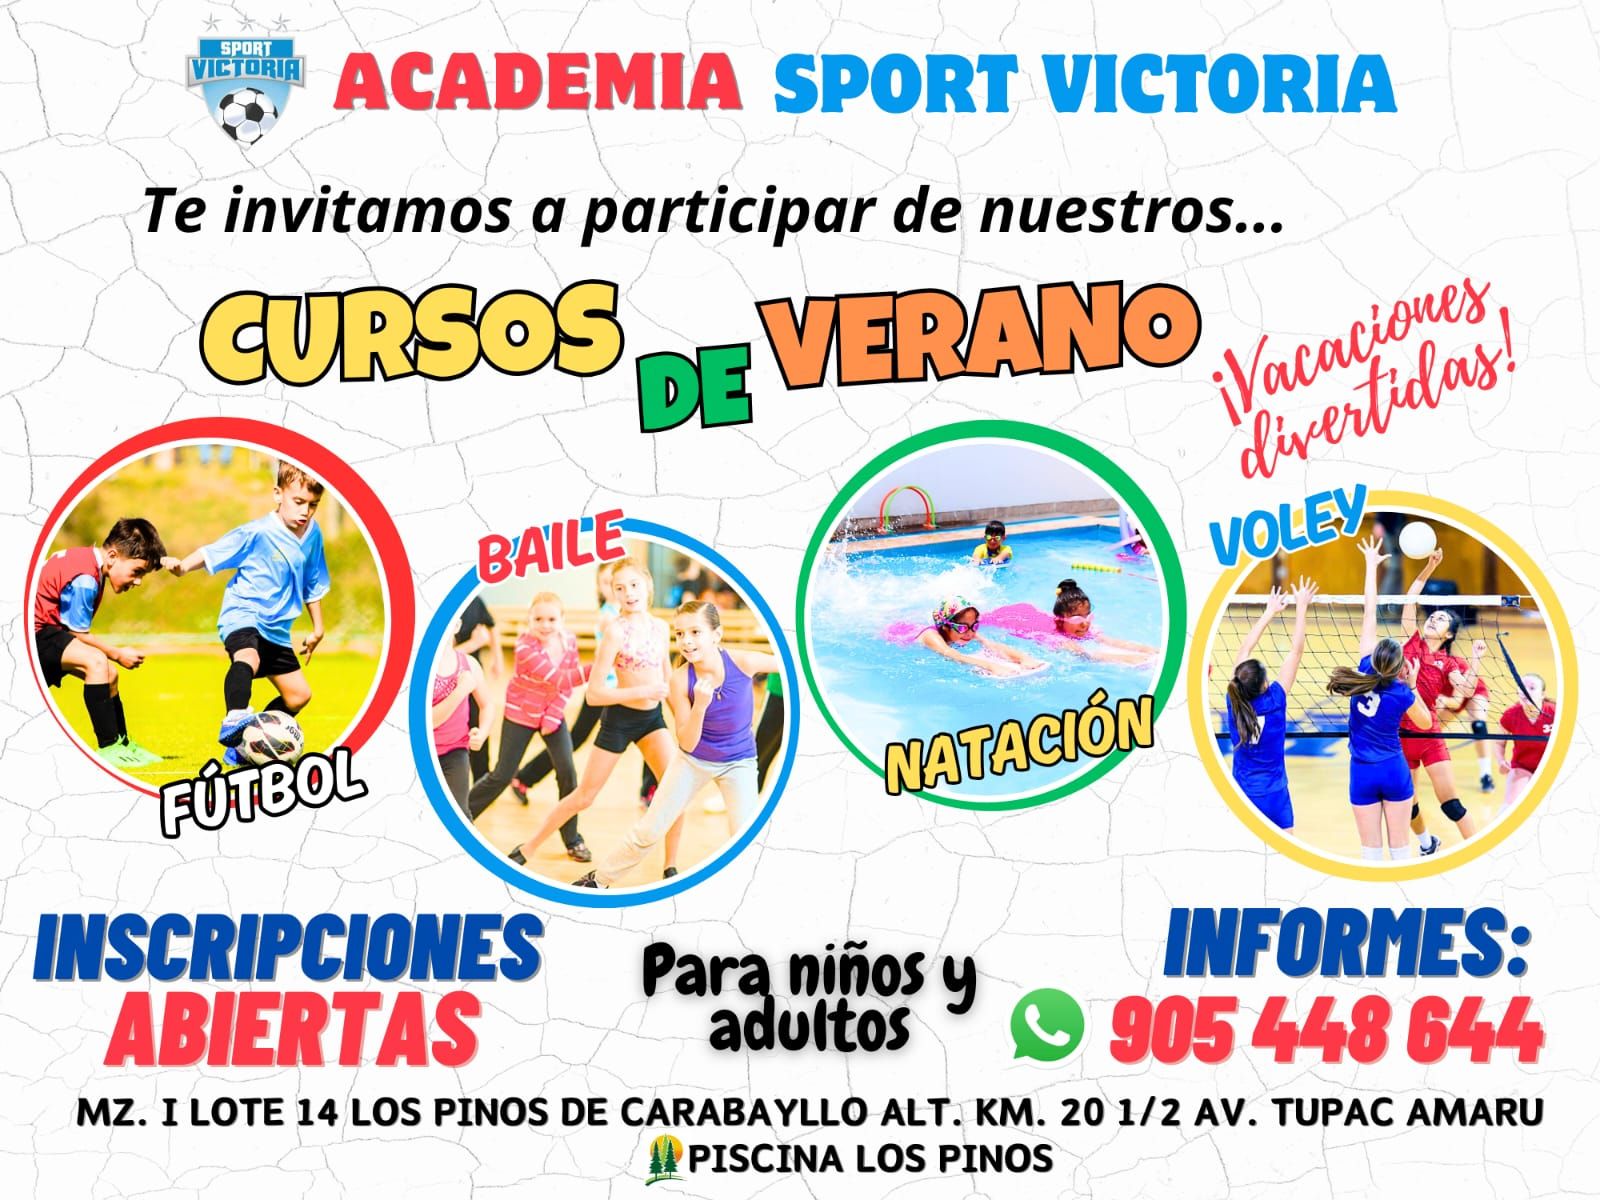 SPORT
VICTORIA
ACADEMIA SPORT VICTORIA
Te invitamos a participar de nuestros...
CURSOS DE VERANO
¡Vacaciones
divertidas!
FÚTBOL
BAILE
NATACIÓN
VOLEY
3
INSCRIPCIONES
ABIERTAS
Para niños y
adultos
INFORMES:
905 448 644
MZ. I LOTE 14 LOS PINOS DE CARABAYLLO ALT. KM. 20 1/2 AV. TUPAC AMARU
PISCINA LOS PINOS